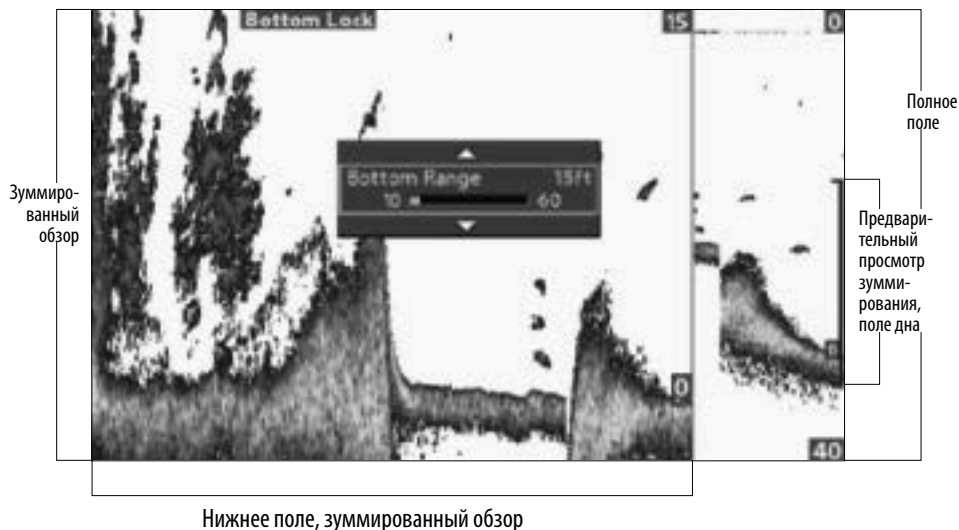 Bottom Lock
15
0
Полное
поле
Зуммиро-
ванный
обзор
Bottom Range 15ft
10 60
Предвари-
тельный
просмотр
зумми-
рования,
поле дна
0
40
Нижнее поле, зуммированный обзор